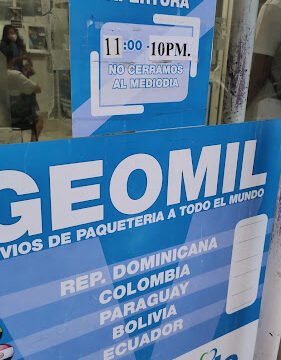 APERTURA
11:00-10PM.
NO CERRAMOS
AL MEDIODIA
GEOMIL
VIOS DE PAQUETERIA A TODO EL MUNDO
REP. DOMINICANA
COLOMBIA
PARAGUAY
BOLIVIA
ECUADOR